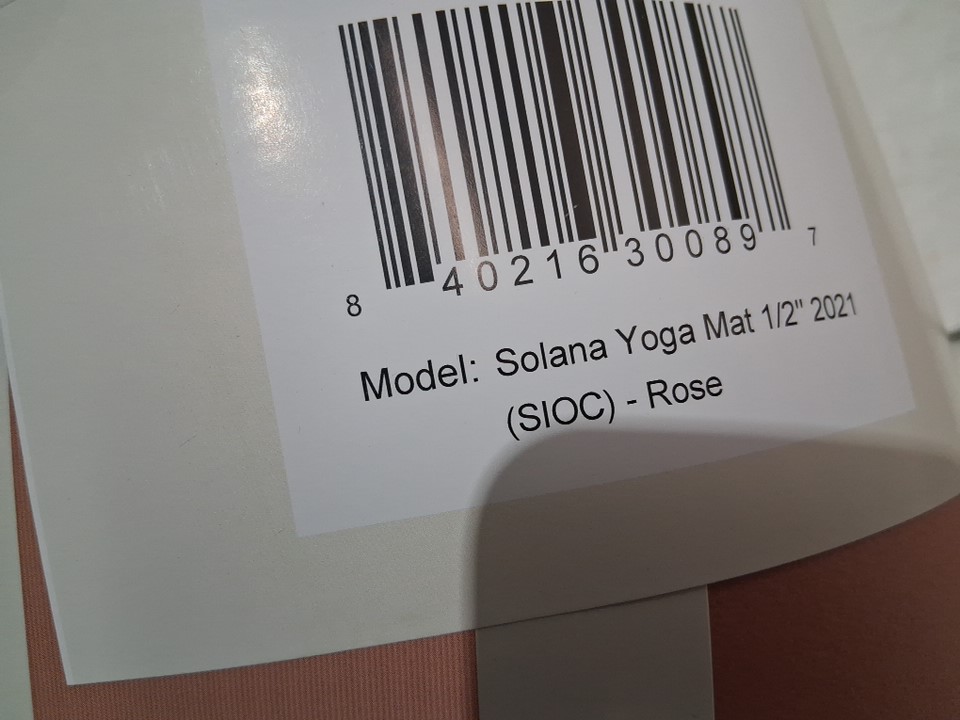 8 40216 30089 7
Model: Solana Yoga Mat 1/2" 2021
(SIOC) - Rose